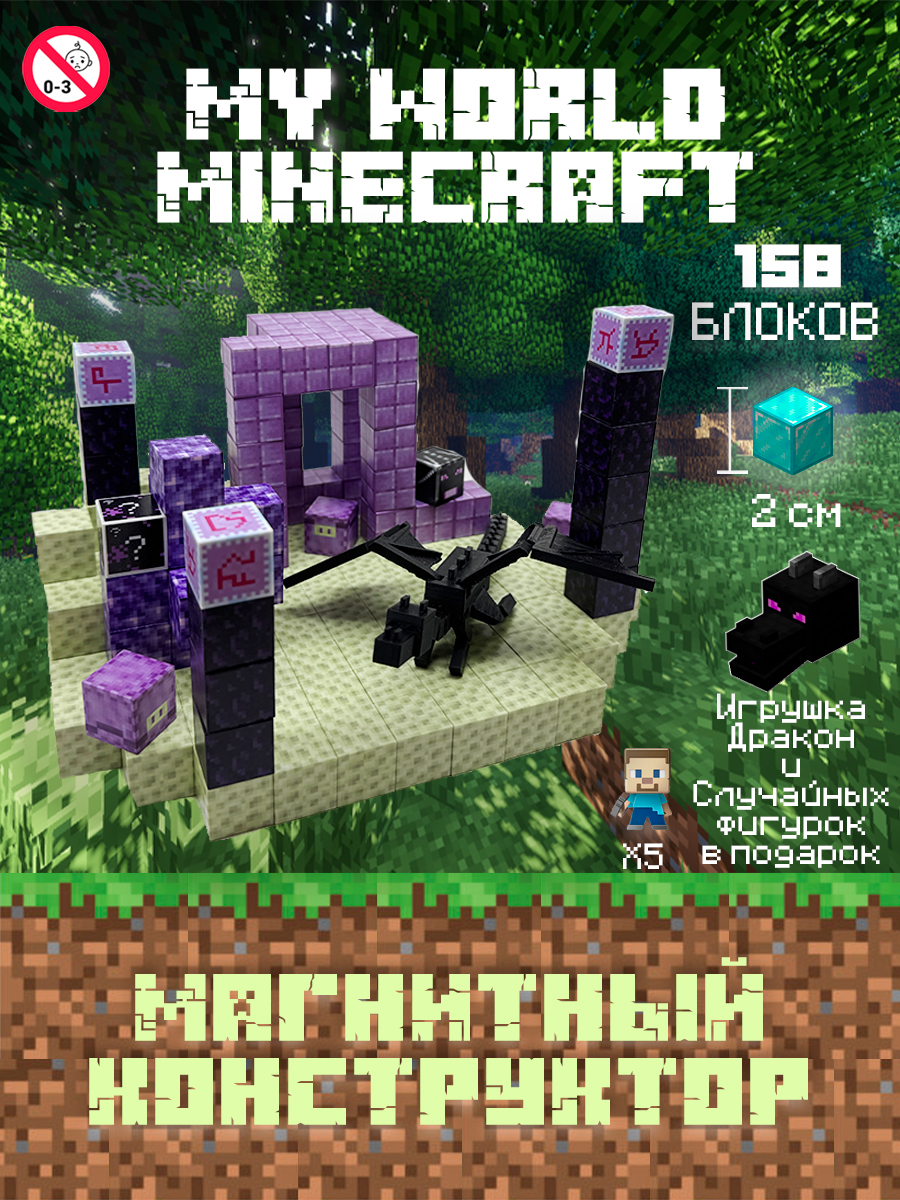 0-3
MY WORLD
MINECRAFT
158
БЛОКОВ
2 см
Игрушка
Дракон
и
Случайных
фигурок
в подарок
X5
МАГНИТНЫЙ
КОНСТРУКТОР